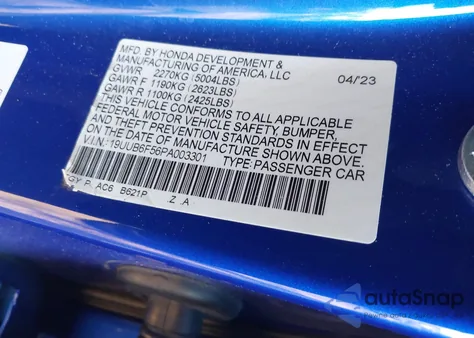 MFD. BY HONDA DEVELOPMENT &
MANUFACTURING OF AMERICA, LLC
04/23
GVWR 2270KG (5004LBS)
GAWR F 1190KG (2623LBS)
GAWR R 1100KG (2425LBS)
THIS VEHICLE CONFORMS TO ALL APPLICABLE
FEDERAL MOTOR VEHICLE SAFETY, BUMPER,
AND THEFT PREVENTION STANDARDS IN EFFECT
ON THE DATE OF MANUFACTURE SHOWN ABOVE.
V.I.N.: 19UUB6F56PA003301 TYPE PASSENGER CAR
GY P. AC6 B621P Z .A
autoSnap